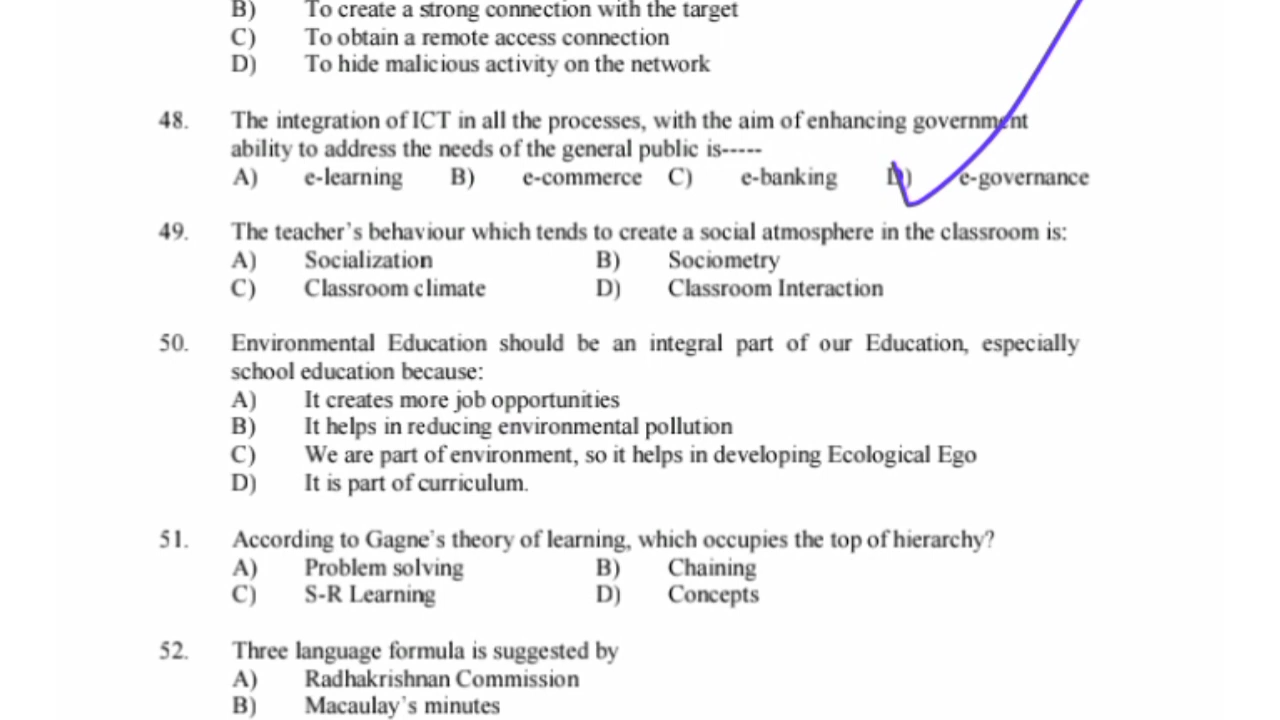 B) To create a strong connection with the target
C) To obtain a remote access connection
D) To hide malicious activity on the network
48. The integration of ICT in all the processes, with the aim of enhancing government
ability to address the needs of the general public is-----
A) e-learning B) e-commerce C) e-banking D) e-governance
49. The teacher's behaviour which tends to create a social atmosphere in the classroom is:
A) Socialization B) Sociometry
C) Classroom climate D) Classroom Interaction
50. Environmental Education should be an integral part of our Education, especially
school education because:
A) It creates more job opportunities
B) It helps in reducing environmental pollution
C) We are part of environment, so it helps in developing Ecological Ego
D) It is part of curriculum.
51. According to Gagne's theory of learning, which occupies the top of hierarchy?
A) Problem solving B) Chaining
C) S-R Learning D) Concepts
52. Three language formula is suggested by
A) Radhakrishnan Commission
B) Macaulay's minutes